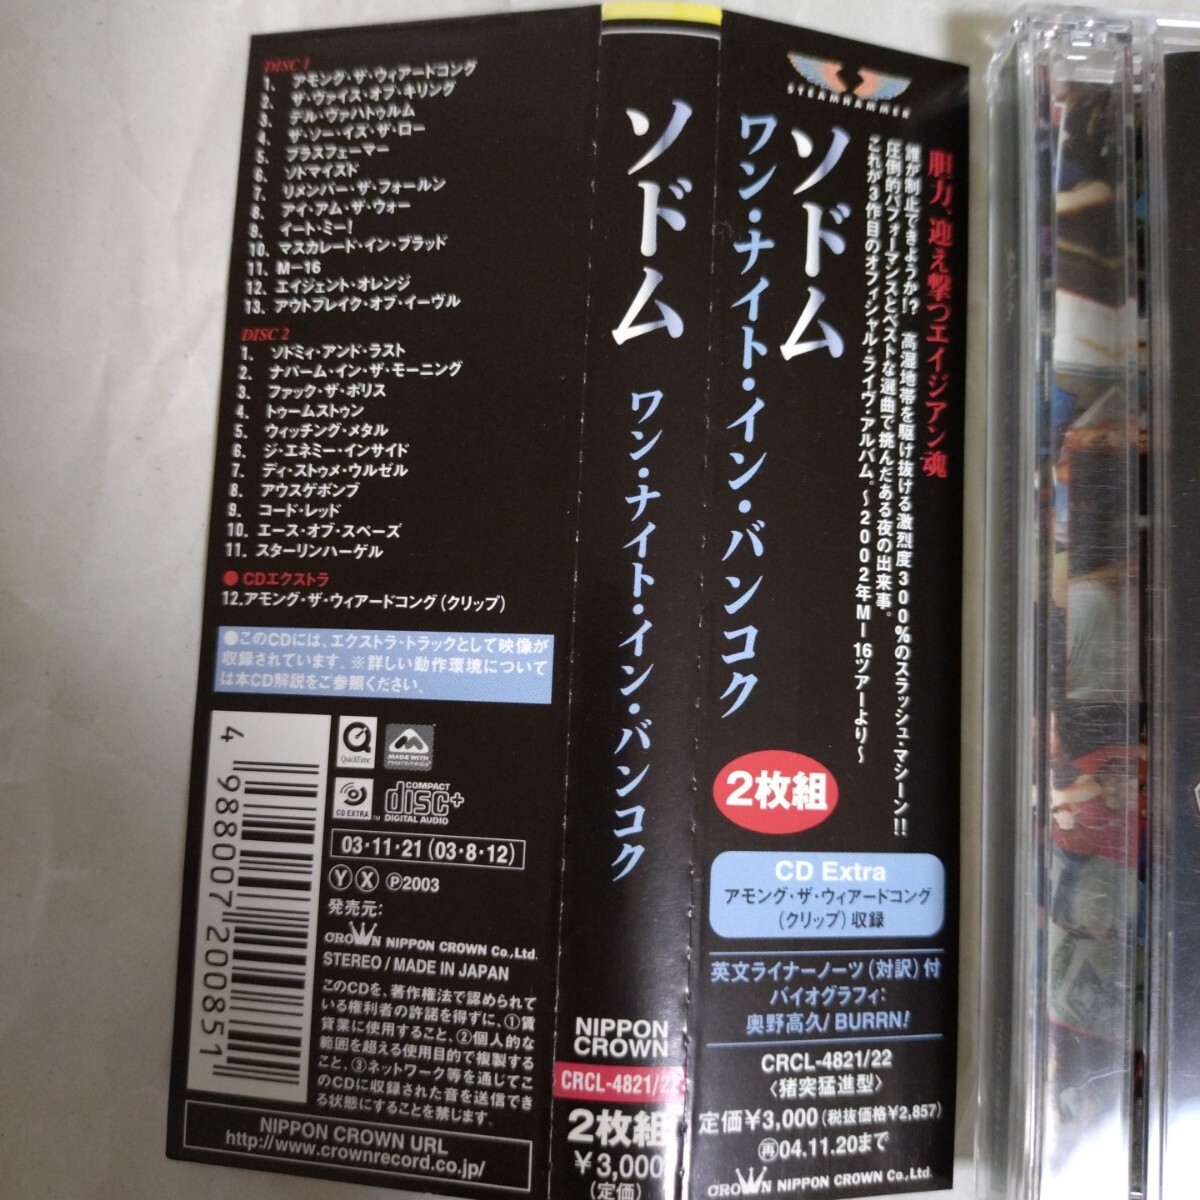 DISC 1
1. アモング・ザ・ウィアードコング
2. ザ・ヴァイス・オブ・キリング
3. デル・ヴァハトゥルム
4. ザ・ソー・イズ・ザ・ロー
5. ブラスフェーマー
6. ソドマイズド
7. リメンバー・ザ・フォールン
8. アイ・アム・ザ・ウォー
9. イート・ミー!
10. マスカレード・イン・ブラッド
11. M-16
12. エイジェント・オレンジ
13. アウトブレイク・オブ・イーヴル
DISC 2
1. ソドミィ・アンド・ラスト
2. ナパーム・イン・ザ・モーニング
3. ファック・ザ・ポリス
4. トゥームストゥン
5. ウィッチング・メタル
6. ジ・エネミー・インサイド
7. ディ・ストゥメ・ウルゼル
8. アウスゲボンブ
9. コード・レッド
10. エース・オブ・スペーズ
11. スターリンハーゲル
●CDエクストラ
12.アモング・ザ・ウィアードコング(クリップ)
●このCDには、エクストラ・トラックとして映像が
収録されています。※詳しい動作環境について
は本CD解説をご参照ください。
4 988007 200851
QuickTime
MADE WITH
CD EXTRA
COMPACT
disc+
DIGITAL AUDIO
03・11・21 (03・8・12)
Ⓨ Ⓧ Ⓟ2003
発売元:
CROWN NIPPON CROWN Co.,Ltd.
STEREO / MADE IN JAPAN
このCDを、著作権法で認められて
いる権利者の許諾を得ずに、①賃
貸業に使用すること、②個人的な
範囲を超える使用目的で複製する
こと、③ネットワーク等を通じてこ
のCDに収録された音を送信でき
る状態にすることを禁じます。
NIPPON CROWN URL
http://www.crownrecord.co.jp/
ソドム
ワン・ナイト・イン・バンコク
NIPPON
CROWN
CRCL-4821/22
2枚組
¥3,000
(定価)
STEAMHAMMER
胆力、迎え撃つエイジアン魂
誰が制止できようか!? 高湿地帯を駆け抜ける激烈度300%のスラッシュ・マシーン!!
圧倒的パフォーマンスとベストな選曲で挑んだある夜の出来事。
これが3作目のオフィシャル・ライヴ・アルバム。〜2002年M-16ツアーより〜
ソドム
ワン・ナイト・イン・バンコク
2枚組
CD Extra
アモング・ザ・ウィアードコング
(クリップ)収録
英文ライナーノーツ(対訳)付
バイオグラフィ:
奥野高久/BURRN!
CRCL-4821/22
〈猪突猛進型〉
定価¥3,000(税抜価格¥2,857)
再04.11.20まで
CROWN NIPPON CROWN Co.,Ltd.